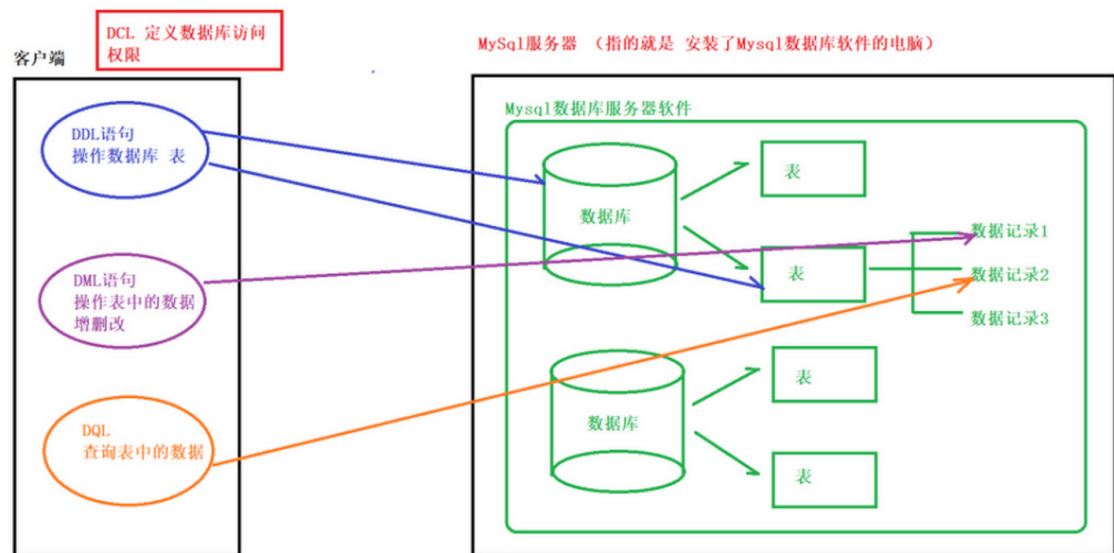 DCL 定义数据库访问
权限
客户端
DDL语句
操作数据库 表
DML语句
操作表中的数据
增删改
DQL
查询表中的数据
MySql服务器 （指的就是 安装了Mysql数据库软件的电脑）
Mysql数据库服务器软件
数据库
表
表
数据记录1
数据记录2
数据记录3
数据库
表
表